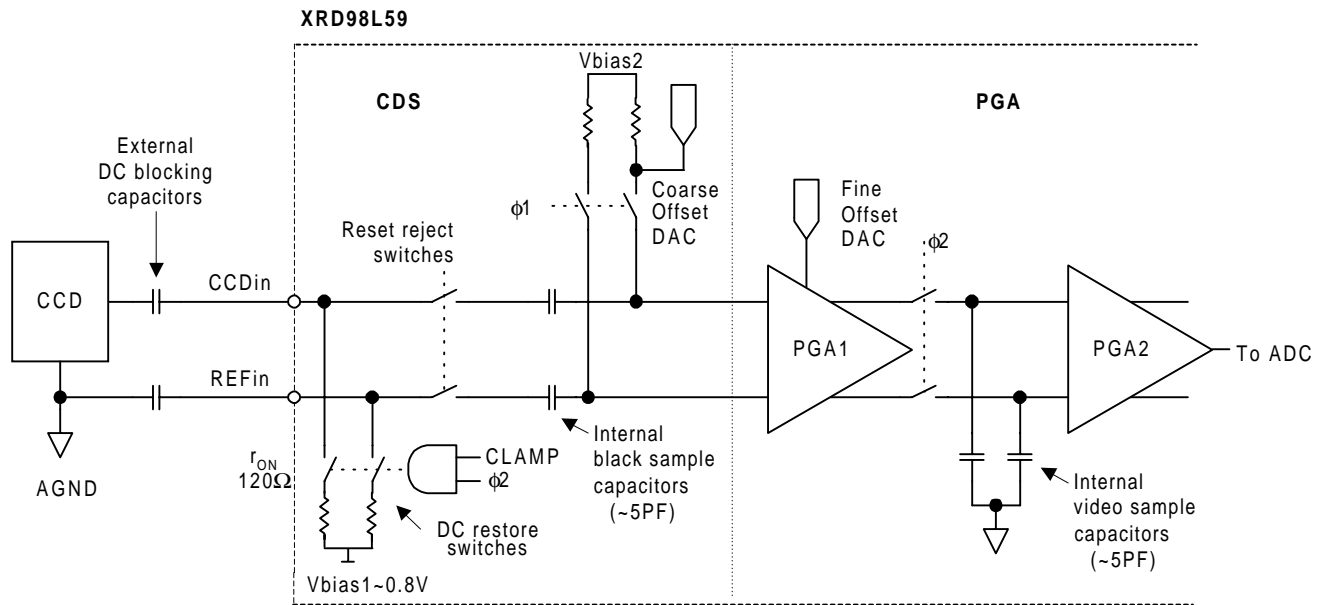 XRD98L59
Vbias2
CDS
PGA
External
DC blocking
capacitors
Coarse
Offset
DAC
Fine
Offset
DAC
ϕ1
ϕ2
Reset reject
switches
CCD
CCDin
PGA1
PGA2
To ADC
REFin
AGND
rON
120Ω
CLAMP
ϕ2
DC restore
switches
Internal
black sample
capacitors
(~5PF)
Internal
video sample
capacitors
(~5PF)
Vbias1~0.8V